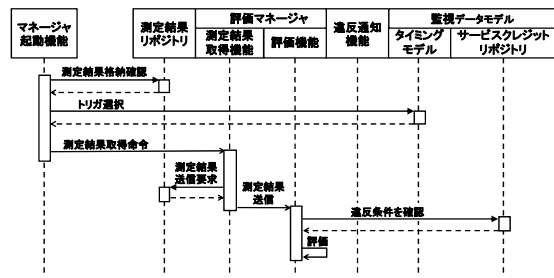 マネージャ
起動機能
測定結果
リポジトリ
評価マネージャ
測定結果
取得機能
評価機能
違反通知
機能
監視データモデル
タイミング
モデル
サービスクレジット
リポジトリ
測定結果格納確認
トリガ選択
測定結果取得命令
測定結果
送信要求
測定結果
送信
違反条件を確認
評価